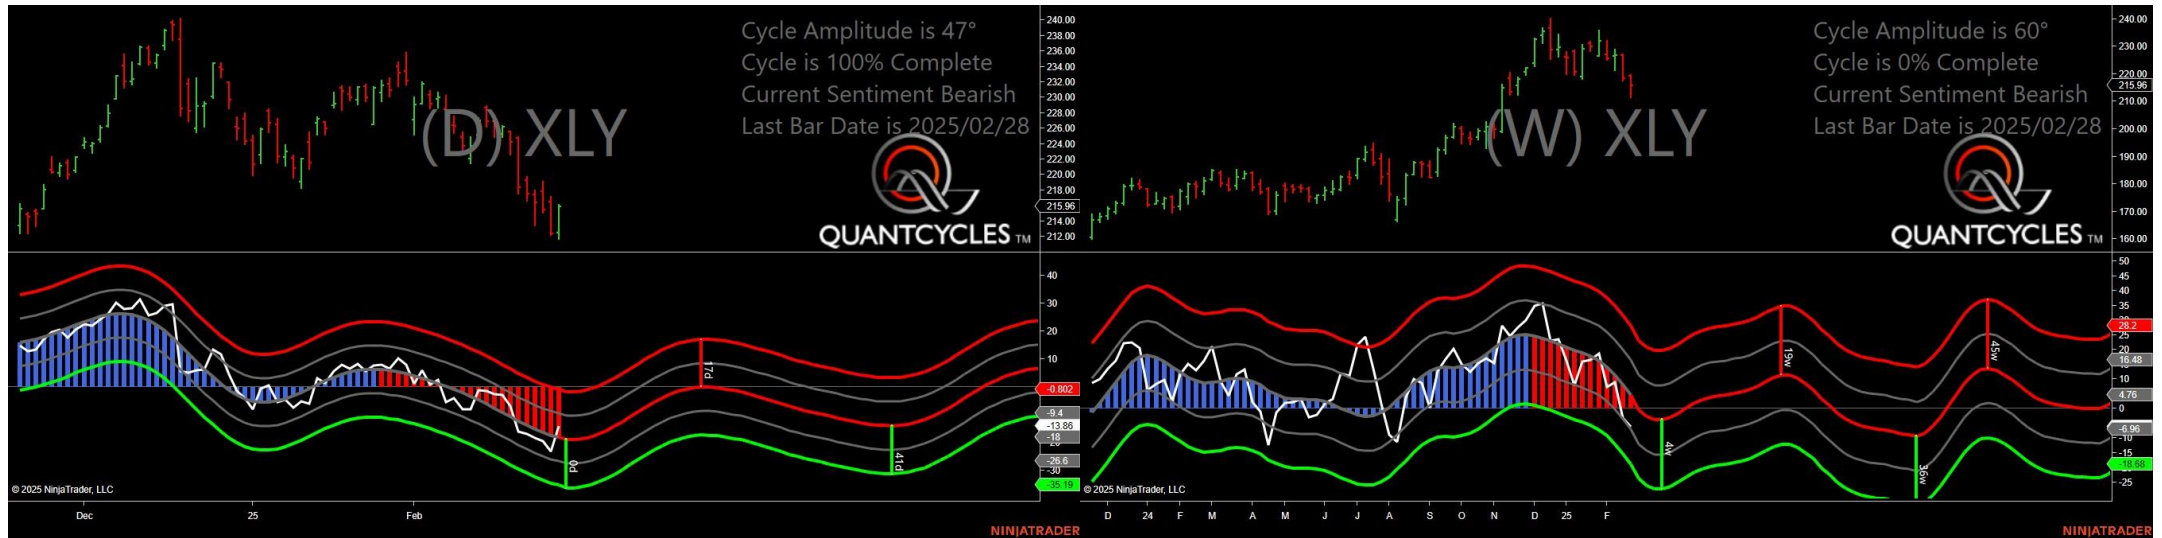 Cycle Amplitude is 47°
Cycle is 100% Complete
Current Sentiment Bearish
Last Bar Date is 2025/02/28
(D) XLY
QUANTCYCLES TM
240.00
238.00
236.00
234.00
232.00
230.00
228.00
226.00
224.00
222.00
220.00
218.00
215.96
214.00
212.00
40
30
20
10
-0.802
-9.4
-13.86
-18
-26.6
-30
-35.19
17d
0d
41d
© 2025 NinjaTrader, LLC
Dec
25
Feb
NINJATRADER
Cycle Amplitude is 60°
Cycle is 0% Complete
Current Sentiment Bearish
Last Bar Date is 2025/02/28
(W) XLY
QUANTCYCLES TM
240.00
230.00
220.00
215.96
210.00
200.00
190.00
180.00
170.00
160.00
50
45
40
35
28.2
20
16.48
10
4.76
0
-6.96
-10
-15
-18.68
-25
19w
45w
4w
36w
© 2025 NinjaTrader, LLC
D
24
F
M
A
M
J
J
A
S
O
N
D
25
F
NINJATRADER